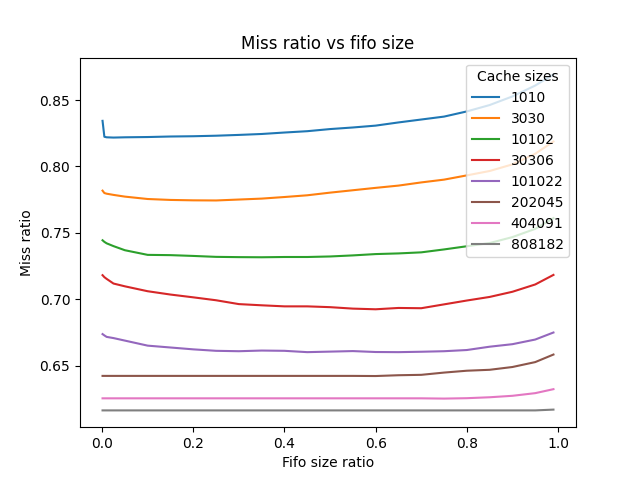 Miss ratio vs fifo size
Cache sizes
1010
3030
10102
30306
101022
202045
404091
808182
Miss ratio
0.85
0.80
0.75
0.70
0.65
0.0 0.2 0.4 0.6 0.8 1.0
Fifo size ratio